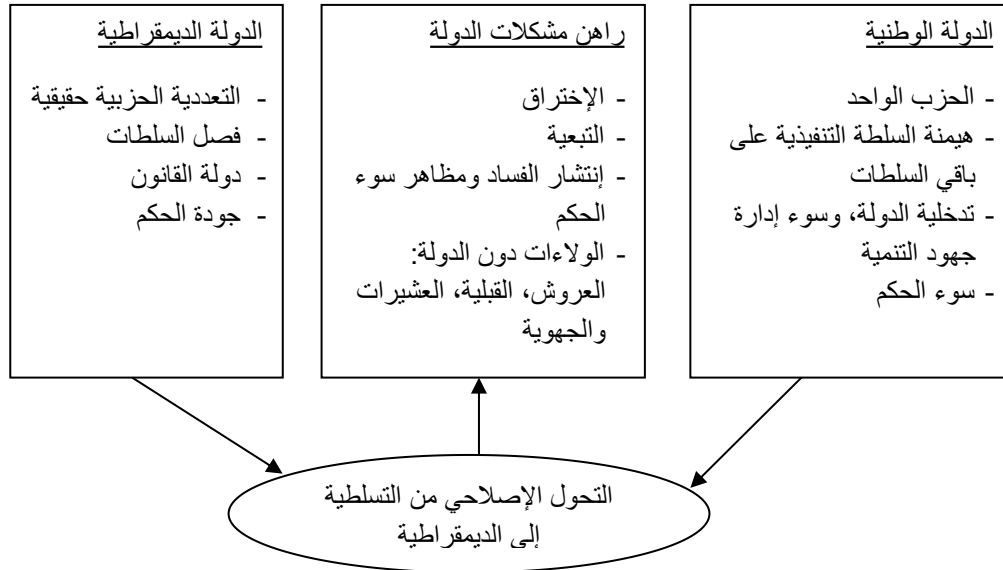 الدولة الوطنية
- الحزب الواحد
- هيمنة السلطة التنفيذية على
باقي السلطات
- تدخلية الدولة، وسوء إدارة
جهود التنمية
- سوء الحكم
راهن مشكلات الدولة
- الإختراق
- التبعية
- إنتشار الفساد ومظاهر سوء
الحكم
- الولاءات دون الدولة:
العروش، القبلية، العشيرات
والجهوية
الدولة الديمقراطية
- التعددية الحزبية حقيقية
- فصل السلطات
- دولة القانون
- جودة الحكم
التحول الإصلاحي من التسلطية
إلى الديمقراطية